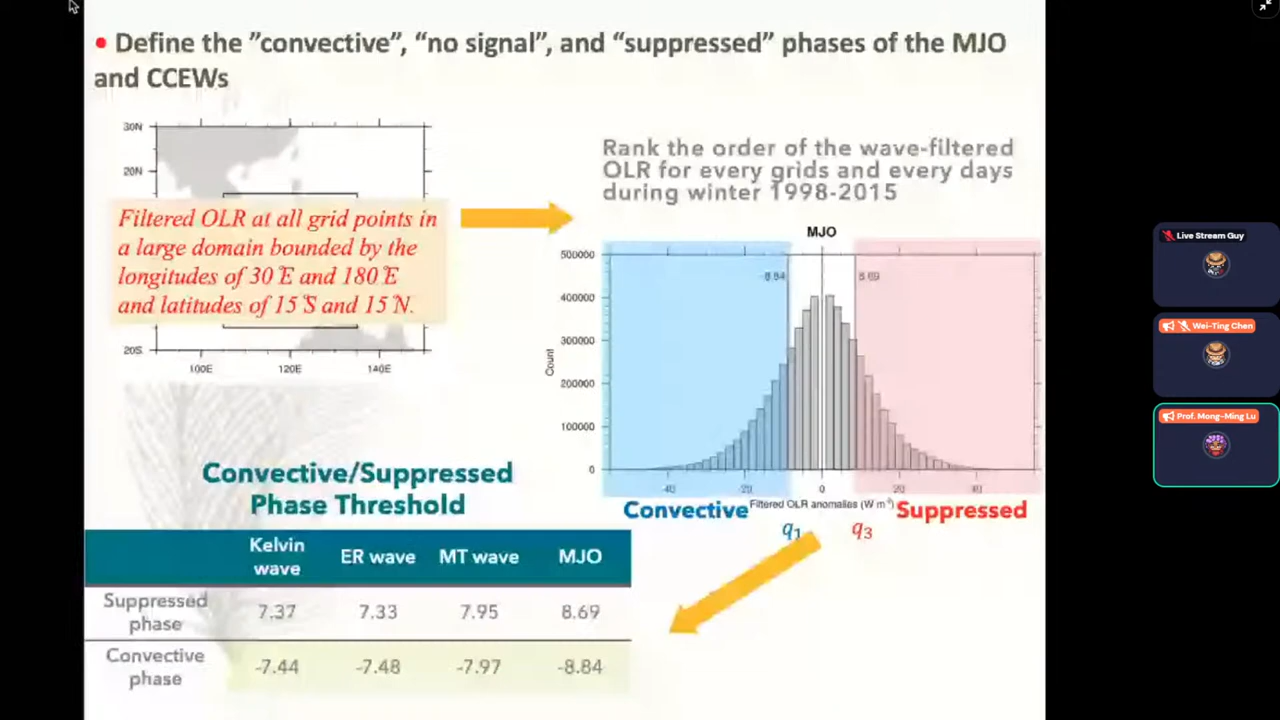 • Define the ”convective”, “no signal”, and “suppressed” phases of the MJO
and CCEWs
30N
20N
Filtered OLR at all grid points in
a large domain bounded by the
longitudes of 30°E and 180°E
and latitudes of 15°S and 15°N.
20S
100E 120E 140E
Rank the order of the wave-filtered
OLR for every grids and every days
during winter 1998-2015
MJO
500000
400000
300000
200000
100000
0
Count
-8.84 8.69
-40 -20 0 20 40
Filtered OLR anomalies (W m⁻²)
Convective
Suppressed
q1 q3
Convective/Suppressed
Phase Threshold
Kelvin wave ER wave MT wave MJO
Suppressed phase 7.37 7.33 7.95 8.69
Convective phase -7.44 -7.48 -7.97 -8.84
Live Stream Guy
Wei-Ting Chen
Prof. Mong-Ming Lu